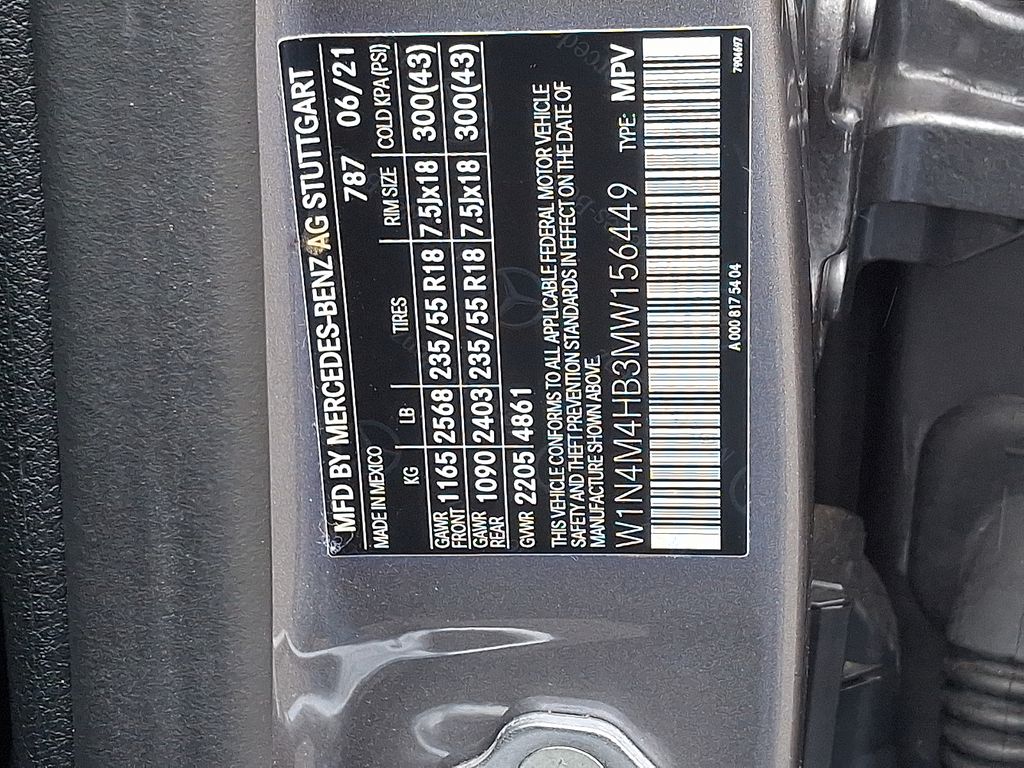 MFD BY MERCEDES-BENZ AG STUTTGART
MADE IN MEXICO 787 06/21
KG LB TIRES RIM SIZE COLD KPA (PSI)
GAWR FRONT 1165 2568 235/55 R18 7.5Jx18 300(43)
GAWR REAR 1090 2403 235/55 R18 7.5Jx18 300(43)
GVWR 2205 4861
THIS VEHICLE CONFORMS TO ALL APPLICABLE FEDERAL MOTOR VEHICLE
SAFETY AND THEFT PREVENTION STANDARDS IN EFFECT ON THE DATE OF
MANUFACTURE SHOWN ABOVE.
W1N4M4HB3MW156449 TYPE: MPV
A 000 817 54 04 7904697